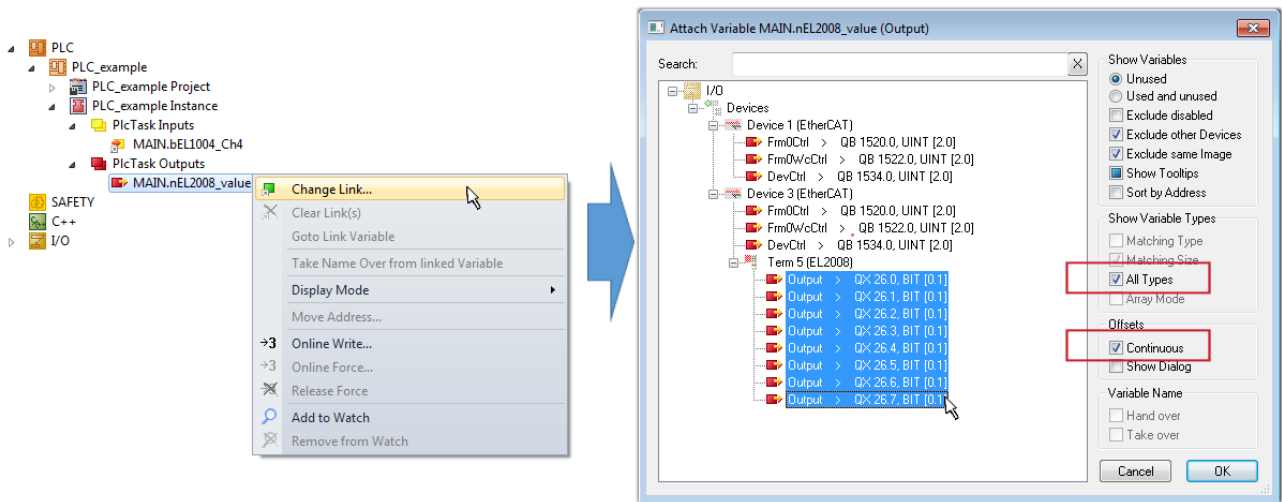 PLC
PLC_example
PLC_example Project
PLC_example Instance
PlcTask Inputs
MAIN.bEL1004_Ch4
PlcTask Outputs
MAIN.nEL2008_value
SAFETY
C++
I/O
Change Link...
Clear Link(s)
Goto Link Variable
Take Name Over from linked Variable
Display Mode
Move Address...
→3 Online Write...
→3 Online Force...
Release Force
Add to Watch
Remove from Watch
Attach Variable MAIN.nEL2008_value (Output)
Search:
X
I/O
Devices
Device 1 (EtherCAT)
Frm0Ctrl > QB 1520.0, UINT [2.0]
Frm0WcCtrl > QB 1522.0, UINT [2.0]
DevCtrl > QB 1534.0, UINT [2.0]
Device 3 (EtherCAT)
Frm0Ctrl > QB 1520.0, UINT [2.0]
Frm0WcCtrl > QB 1522.0, UINT [2.0]
DevCtrl > QB 1534.0, UINT [2.0]
Term 5 (EL2008)
Output > QX 26.0, BIT [0.1]
Output > QX 26.1, BIT [0.1]
Output > QX 26.2, BIT [0.1]
Output > QX 26.3, BIT [0.1]
Output > QX 26.4, BIT [0.1]
Output > QX 26.5, BIT [0.1]
Output > QX 26.6, BIT [0.1]
Output > QX 26.7, BIT [0.1]
Show Variables
Unused
Used and unused
Exclude disabled
Exclude other Devices
Exclude same Image
Show Tooltips
Sort by Address
Show Variable Types
Matching Type
Matching Size
All Types
Array Mode
Offsets
Continuous
Show Dialog
Variable Name
Hand over
Take over
Cancel
OK